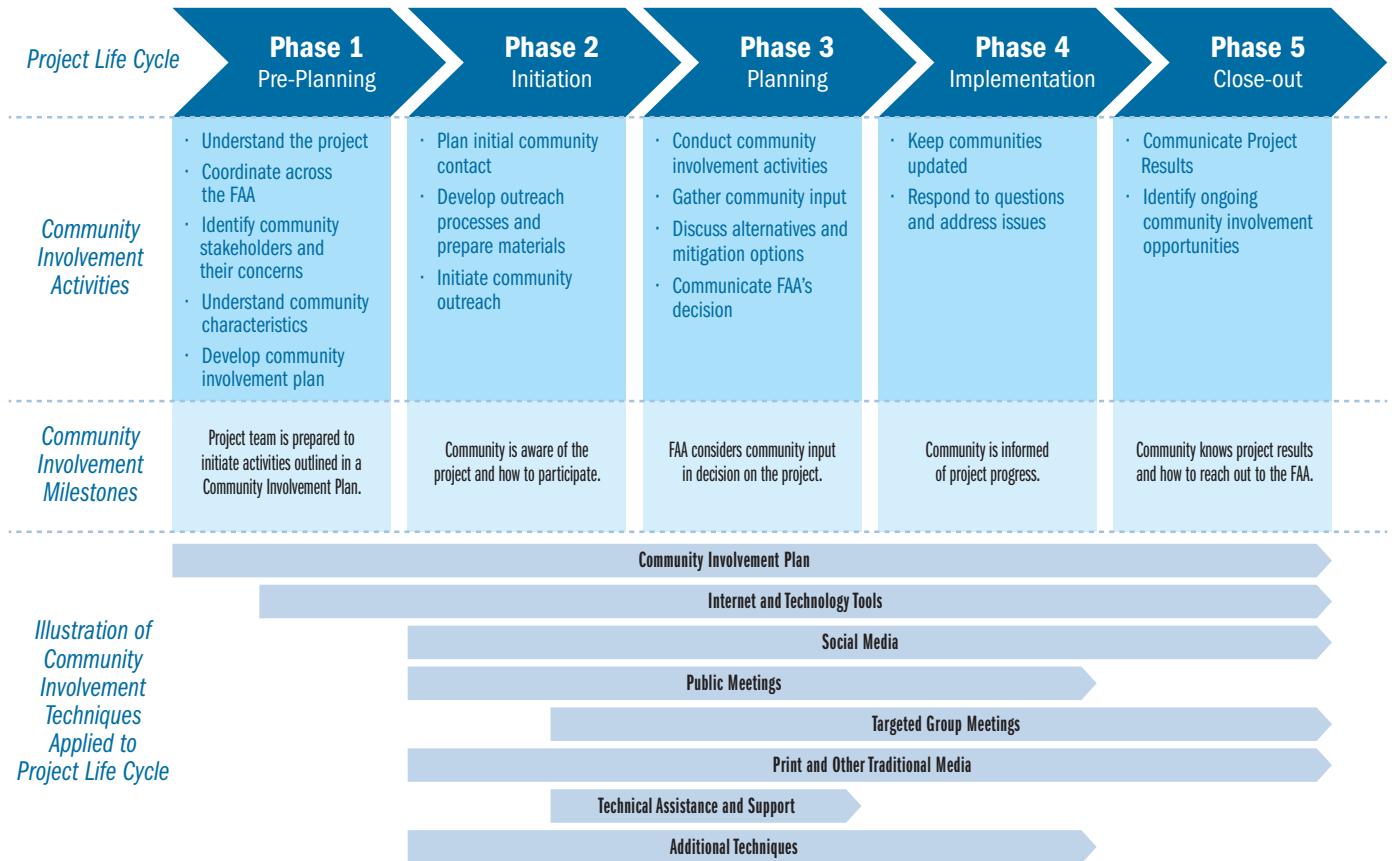 Project Life Cycle
Phase 1
Pre-Planning
Phase 2
Initiation
Phase 3
Planning
Phase 4
Implementation
Phase 5
Close-out
Community
Involvement
Activities
· Understand the project
· Coordinate across
the FAA
· Identify community
stakeholders and
their concerns
· Understand community
characteristics
· Develop community
involvement plan
· Plan initial community
contact
· Develop outreach
processes and
prepare materials
· Initiate community
outreach
· Conduct community
involvement activities
· Gather community input
· Discuss alternatives and
mitigation options
· Communicate FAA’s
decision
· Keep communities
updated
· Respond to questions
and address issues
· Communicate Project
Results
· Identify ongoing
community involvement
opportunities
Community
Involvement
Milestones
Project team is prepared to
initiate activities outlined in a
Community Involvement Plan.
Community is aware of the
project and how to participate.
FAA considers community input
in decision on the project.
Community is informed
of project progress.
Community knows project results
and how to reach out to the FAA.
Illustration of
Community
Involvement
Techniques
Applied to
Project Life Cycle
Community Involvement Plan
Internet and Technology Tools
Social Media
Public Meetings
Targeted Group Meetings
Print and Other Traditional Media
Technical Assistance and Support
Additional Techniques